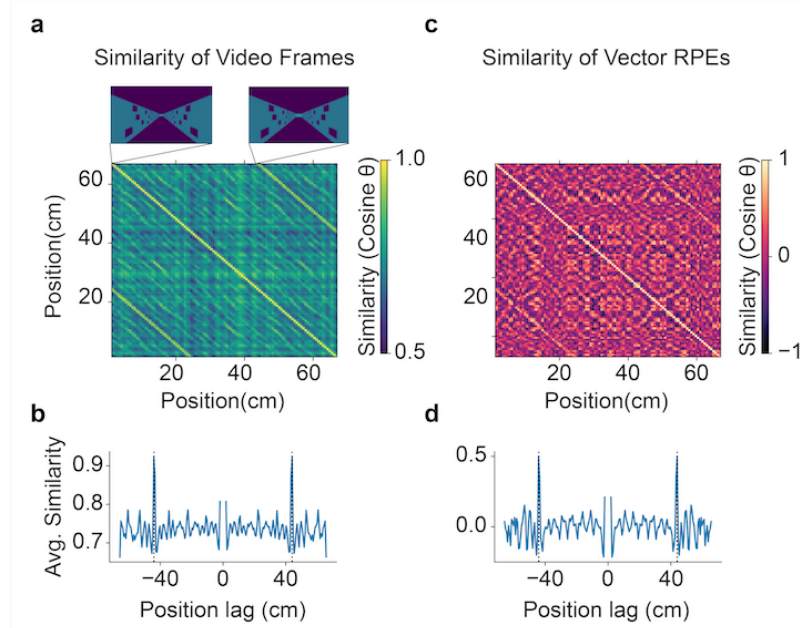 a
Similarity of Video Frames
Position(cm)
60
40
20
20 40 60
Position(cm)
Similarity (Cosine θ)
1.0
0.5
c
Similarity of Vector RPEs
60
40
20
20 40 60
Position(cm)
Similarity (Cosine θ)
1
0
−1
b
Avg. Similarity
0.9
0.8
0.7
−40 0 40
Position lag (cm)
d
0.5
0.0
−40 0 40
Position lag (cm)